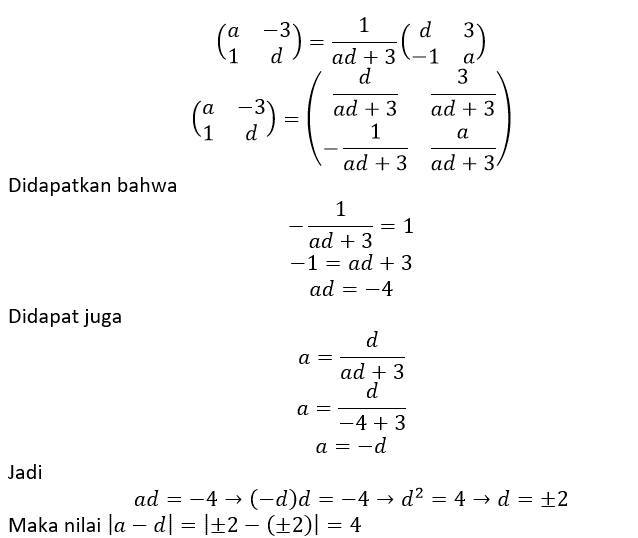 (a −3
1 d) = 1/(ad + 3) (d 3
−1 a)
(a −3
1 d) = (d/(ad + 3) 3/(ad + 3)
−1/(ad + 3) a/(ad + 3))
Didapatkan bahwa
−1/(ad + 3) = 1
−1 = ad + 3
ad = −4
Didapat juga
a = d/(ad + 3)
a = d/(−4 + 3)
a = −d
Jadi
ad = −4 → (−d)d = −4 → d² = 4 → d = ±2
Maka nilai |a − d| = |±2 − (±2)| = 4